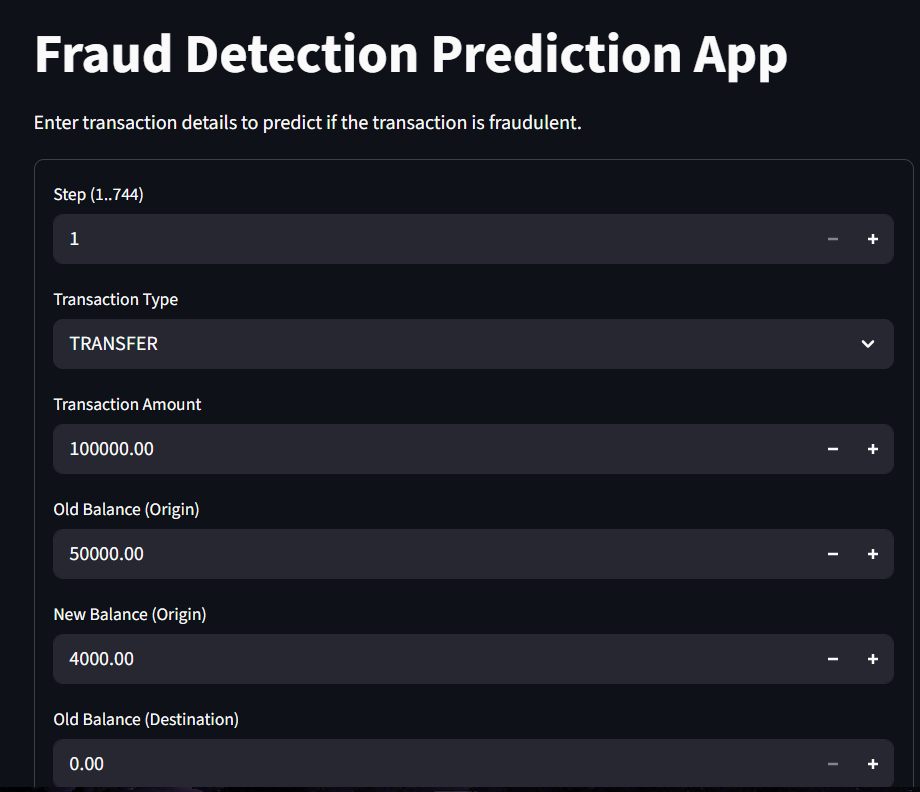 Fraud Detection Prediction App
Enter transaction details to predict if the transaction is fraudulent.
Step (1..744)
1
Transaction Type
TRANSFER
Transaction Amount
100000.00
Old Balance (Origin)
50000.00
New Balance (Origin)
4000.00
Old Balance (Destination)
0.00